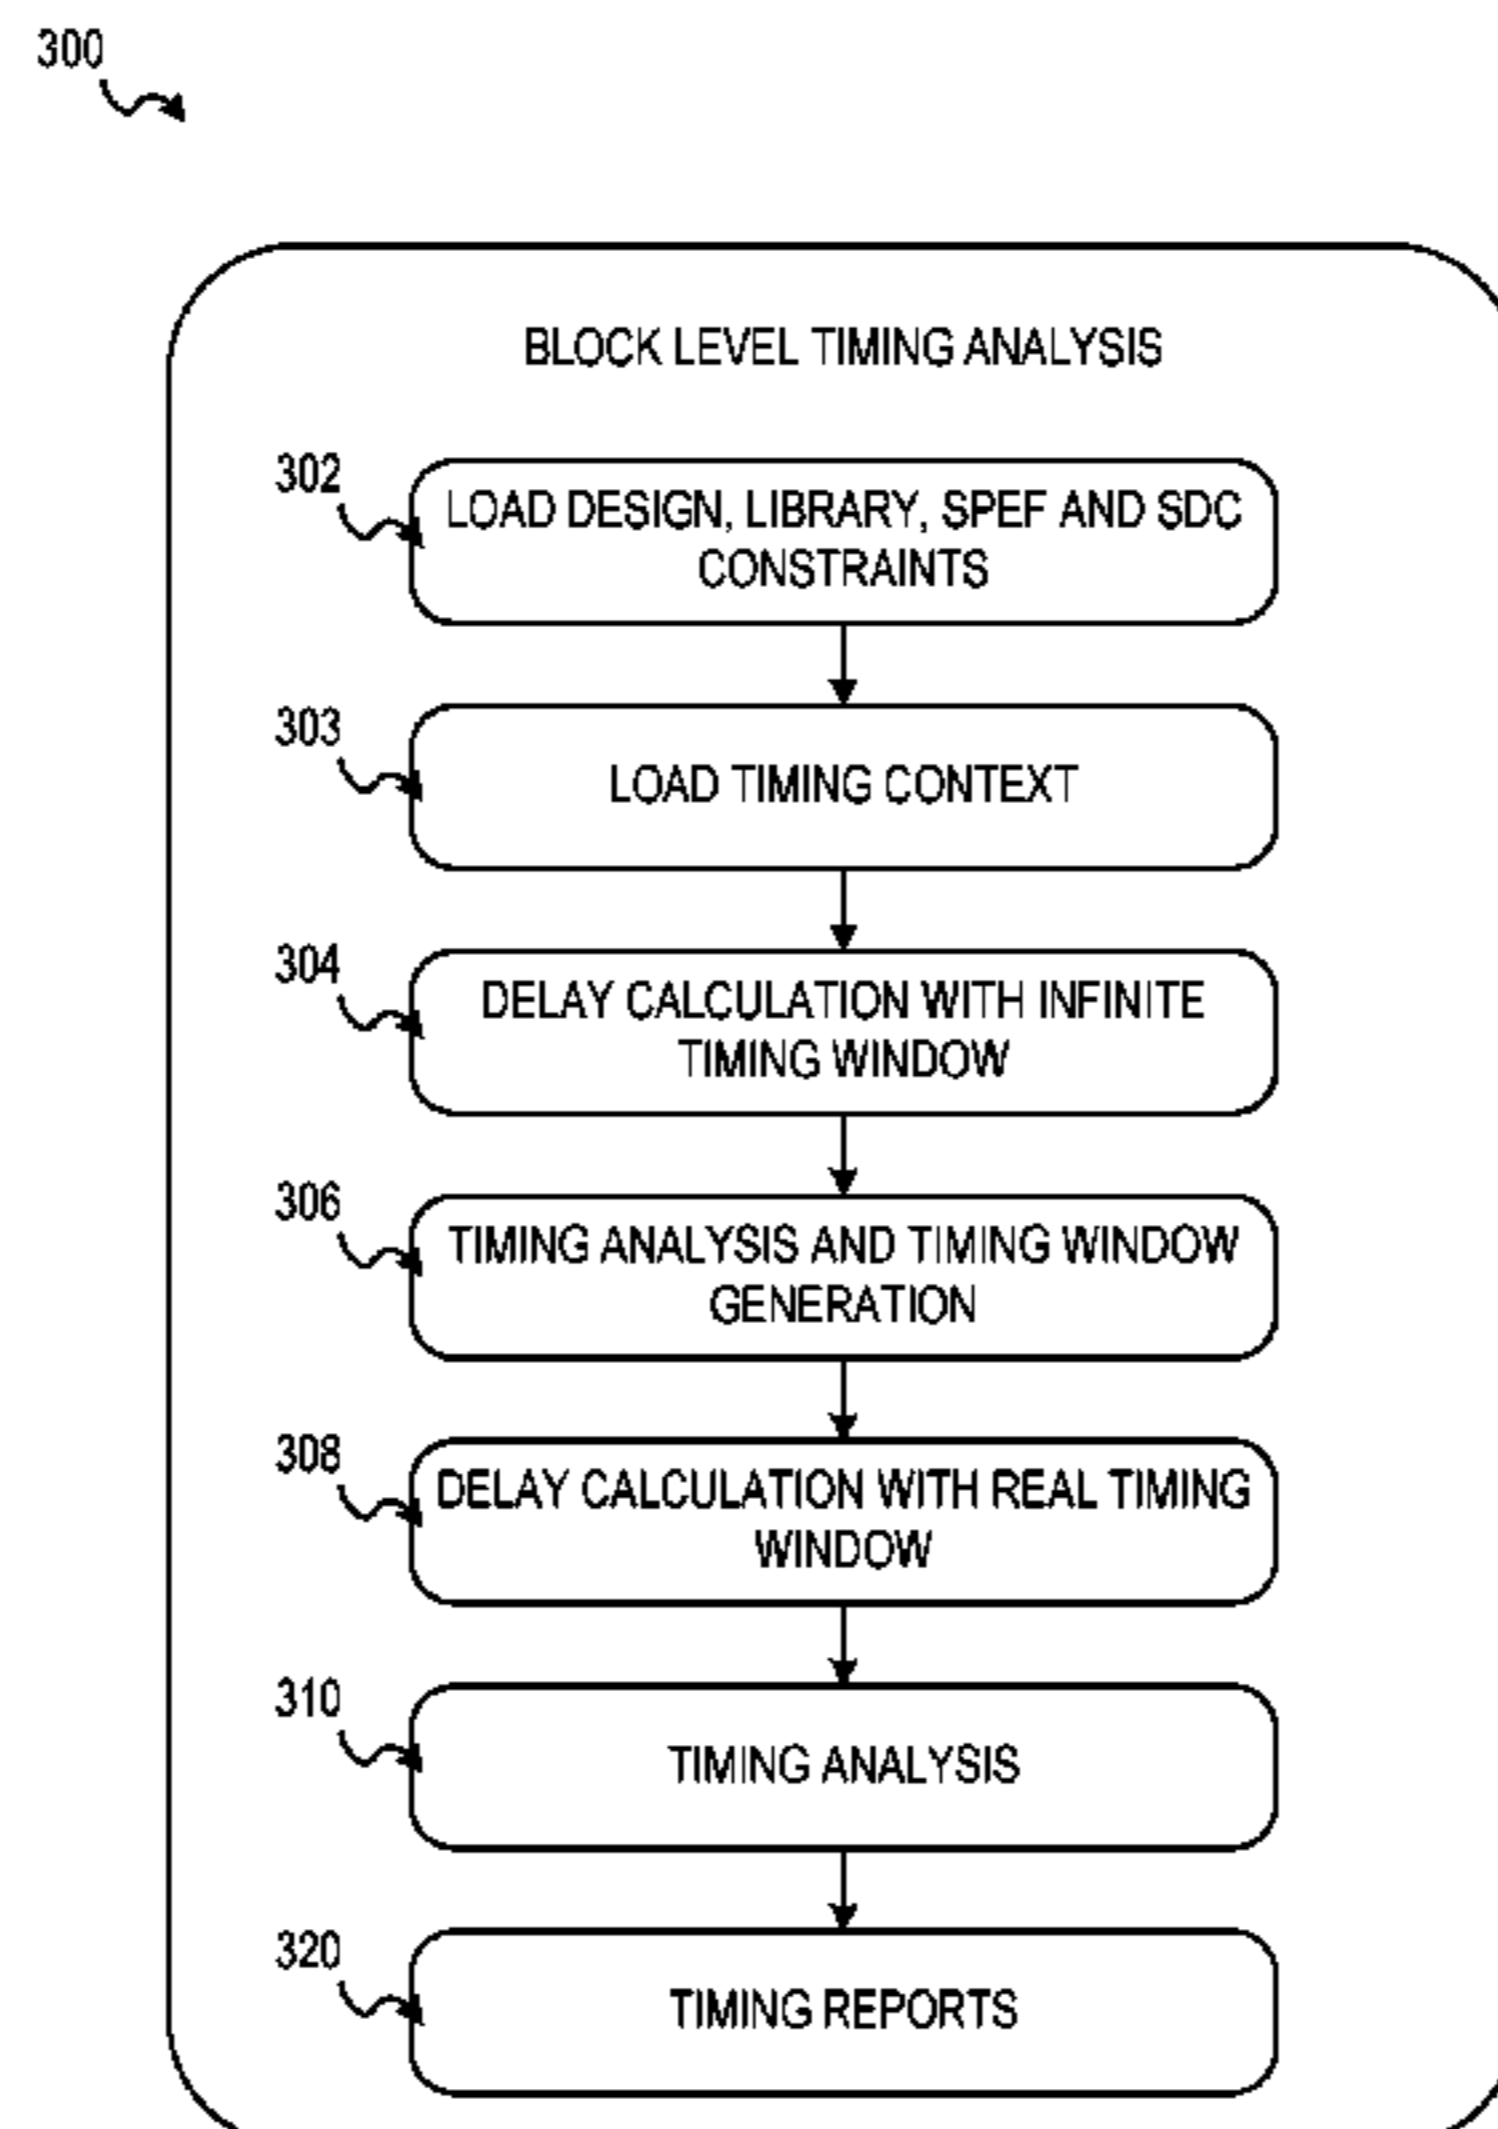 300
BLOCK LEVEL TIMING ANALYSIS
302
LOAD DESIGN, LIBRARY, SPEF AND SDC
CONSTRAINTS
303
LOAD TIMING CONTEXT
304
DELAY CALCULATION WITH INFINITE
TIMING WINDOW
306
TIMING ANALYSIS AND TIMING WINDOW
GENERATION
308
DELAY CALCULATION WITH REAL TIMING
WINDOW
310
TIMING ANALYSIS
320
TIMING REPORTS